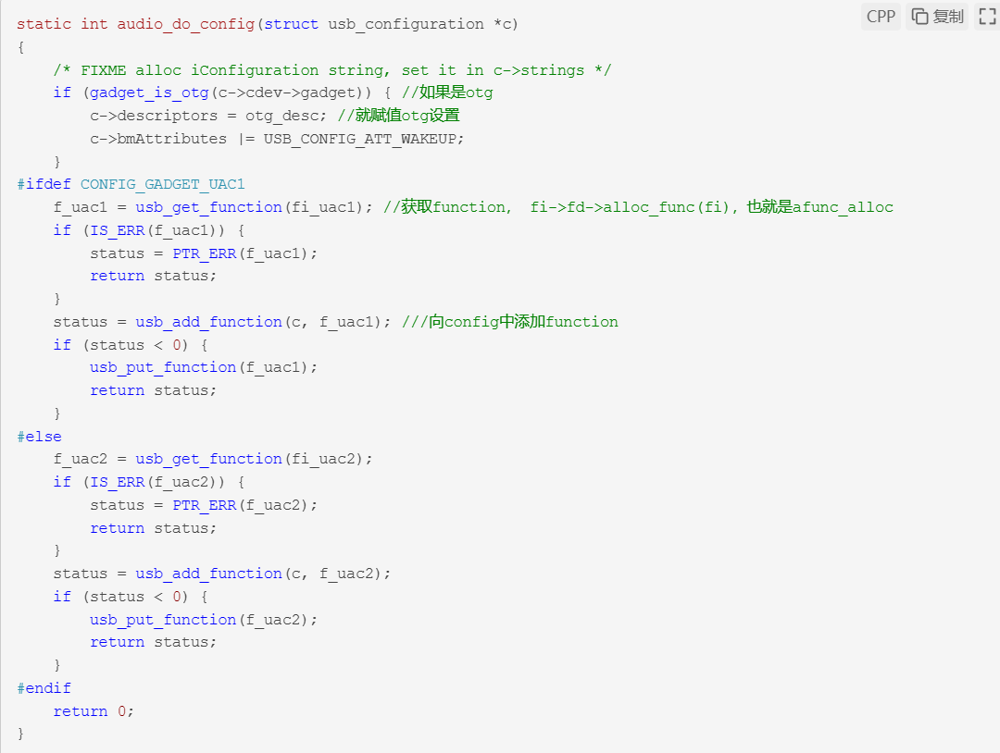 CPP 复制
static int audio_do_config(struct usb_configuration *c)
{
    /* FIXME alloc iConfiguration string, set it in c->strings */
    if (gadget_is_otg(c->cdev->gadget)) { //如果是otg
        c->descriptors = otg_desc; //就赋值otg设置
        c->bmAttributes |= USB_CONFIG_ATT_WAKEUP;
    }
#ifdef CONFIG_GADGET_UAC1
    f_uac1 = usb_get_function(fi_uac1); //获取function, fi->fd->alloc_func(fi), 也就是afunc_alloc
    if (IS_ERR(f_uac1)) {
        status = PTR_ERR(f_uac1);
        return status;
    }
    status = usb_add_function(c, f_uac1); ///向config中添加function
    if (status < 0) {
        usb_put_function(f_uac1);
        return status;
    }
#else
    f_uac2 = usb_get_function(fi_uac2);
    if (IS_ERR(f_uac2)) {
        status = PTR_ERR(f_uac2);
        return status;
    }
    status = usb_add_function(c, f_uac2);
    if (status < 0) {
        usb_put_function(f_uac2);
        return status;
    }
#endif
    return 0;
}